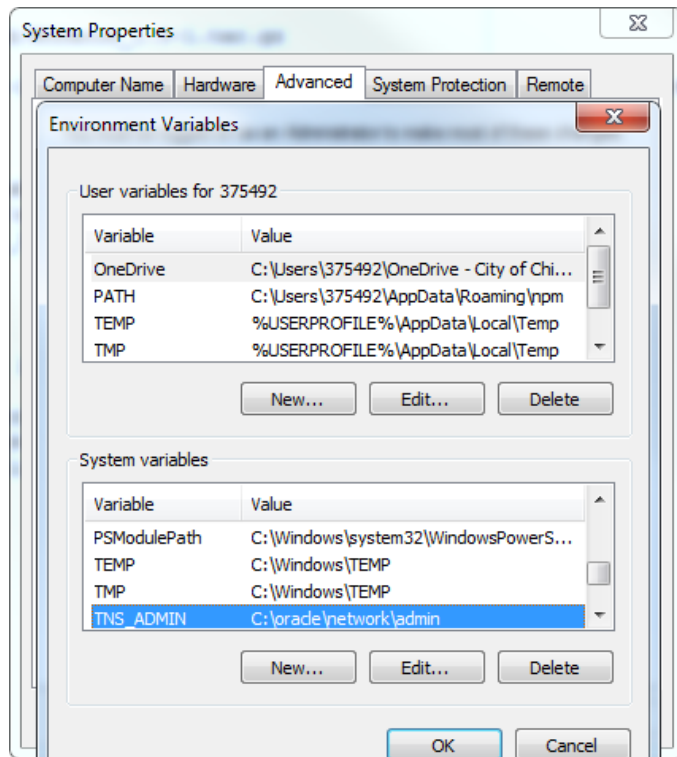 System Properties
Computer Name Hardware Advanced System Protection Remote
Environment Variables
User variables for 375492
Variable Value
OneDrive C:\Users\375492\OneDrive - City of Chi...
PATH C:\Users\375492\AppData\Roaming\npm
TEMP %USERPROFILE%\AppData\Local\Temp
TMP %USERPROFILE%\AppData\Local\Temp
New... Edit... Delete
System variables
Variable Value
PSModulePath C:\Windows\system32\WindowsPowerS...
TEMP C:\Windows\TEMP
TMP C:\Windows\TEMP
TNS_ADMIN C:\oracle\network\admin
New... Edit... Delete
OK Cancel